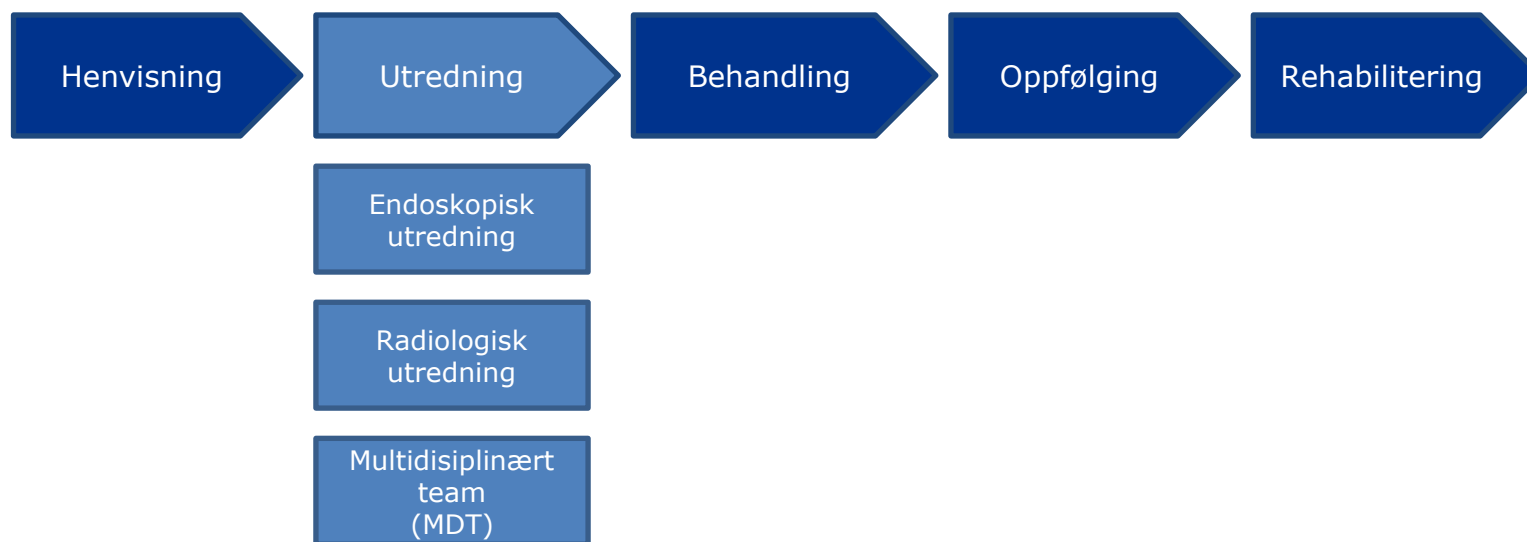 Henvisning
Utredning
Behandling
Oppfølging
Rehabilitering
Endoskopisk
utredning
Radiologisk
utredning
Multidisiplinært
team
(MDT)